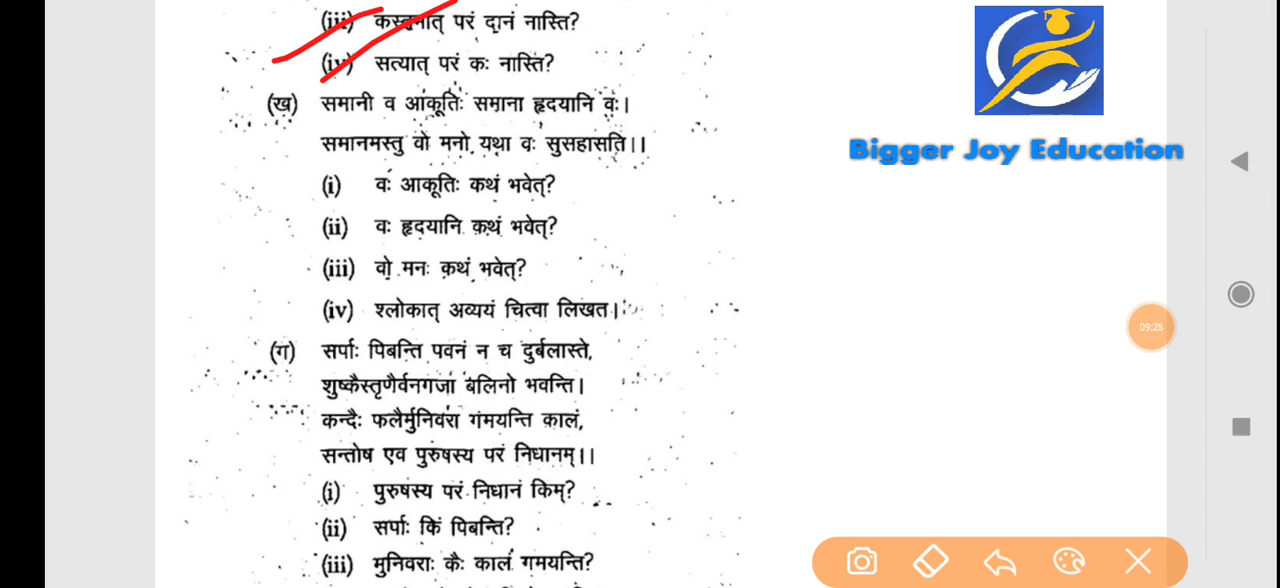 (iii) कस्तनात् परं दानं नास्ति?
(iv) सत्यात् परं कः नास्ति?
(ख) समानी व आकूतिः समाना हृदयानि वः।
समानमस्तु वो मनो यथा वः सुसहासति।।
(i) वः आकूतिः कथं भवेत्?
(ii) वः हृदयानि कथं भवेत्?
(iii) वो मनः कथं भवेत्?
(iv) श्लोकात् अव्ययं चित्वा लिखत।
(ग) सर्पाः पिबन्ति पवनं न च दुर्बलास्ते,
शुष्कैस्तृणैर्वनगजा बलिनो भवन्ति।
कन्दैः फलैर्मुनिवरा गमयन्ति कालं,
सन्तोष एव पुरुषस्य परं निधानम्।।
(i) पुरुषस्य परं निधानं किम्?
(ii) सर्पाः किं पिबन्ति?
(iii) मुनिवराः कैः कालं गमयन्ति?
Bigger Joy Education
09:25